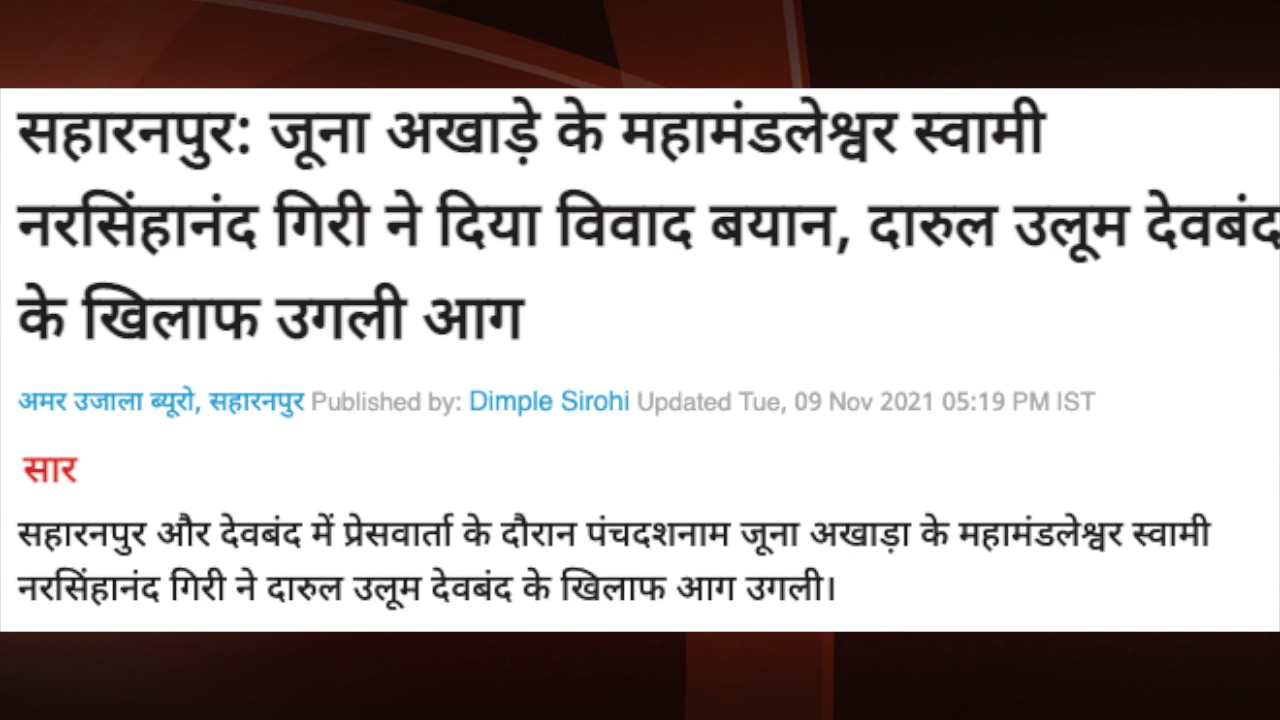 सहारनपुर: जूना अखाड़े के महामंडलेश्वर स्वामी
नरसिंहानंद गिरी ने दिया विवाद बयान, दारुल उलूम देवबंद
के खिलाफ उगली आग
अमर उजाला ब्यूरो, सहारनपुर Published by: Dimple Sirohi Updated Tue, 09 Nov 2021 05:19 PM IST
सार
सहारनपुर और देवबंद में प्रेसवार्ता के दौरान पंचदशनाम जूना अखाड़ा के महामंडलेश्वर स्वामी
नरसिंहानंद गिरी ने दारुल उलूम देवबंद के खिलाफ आग उगली।